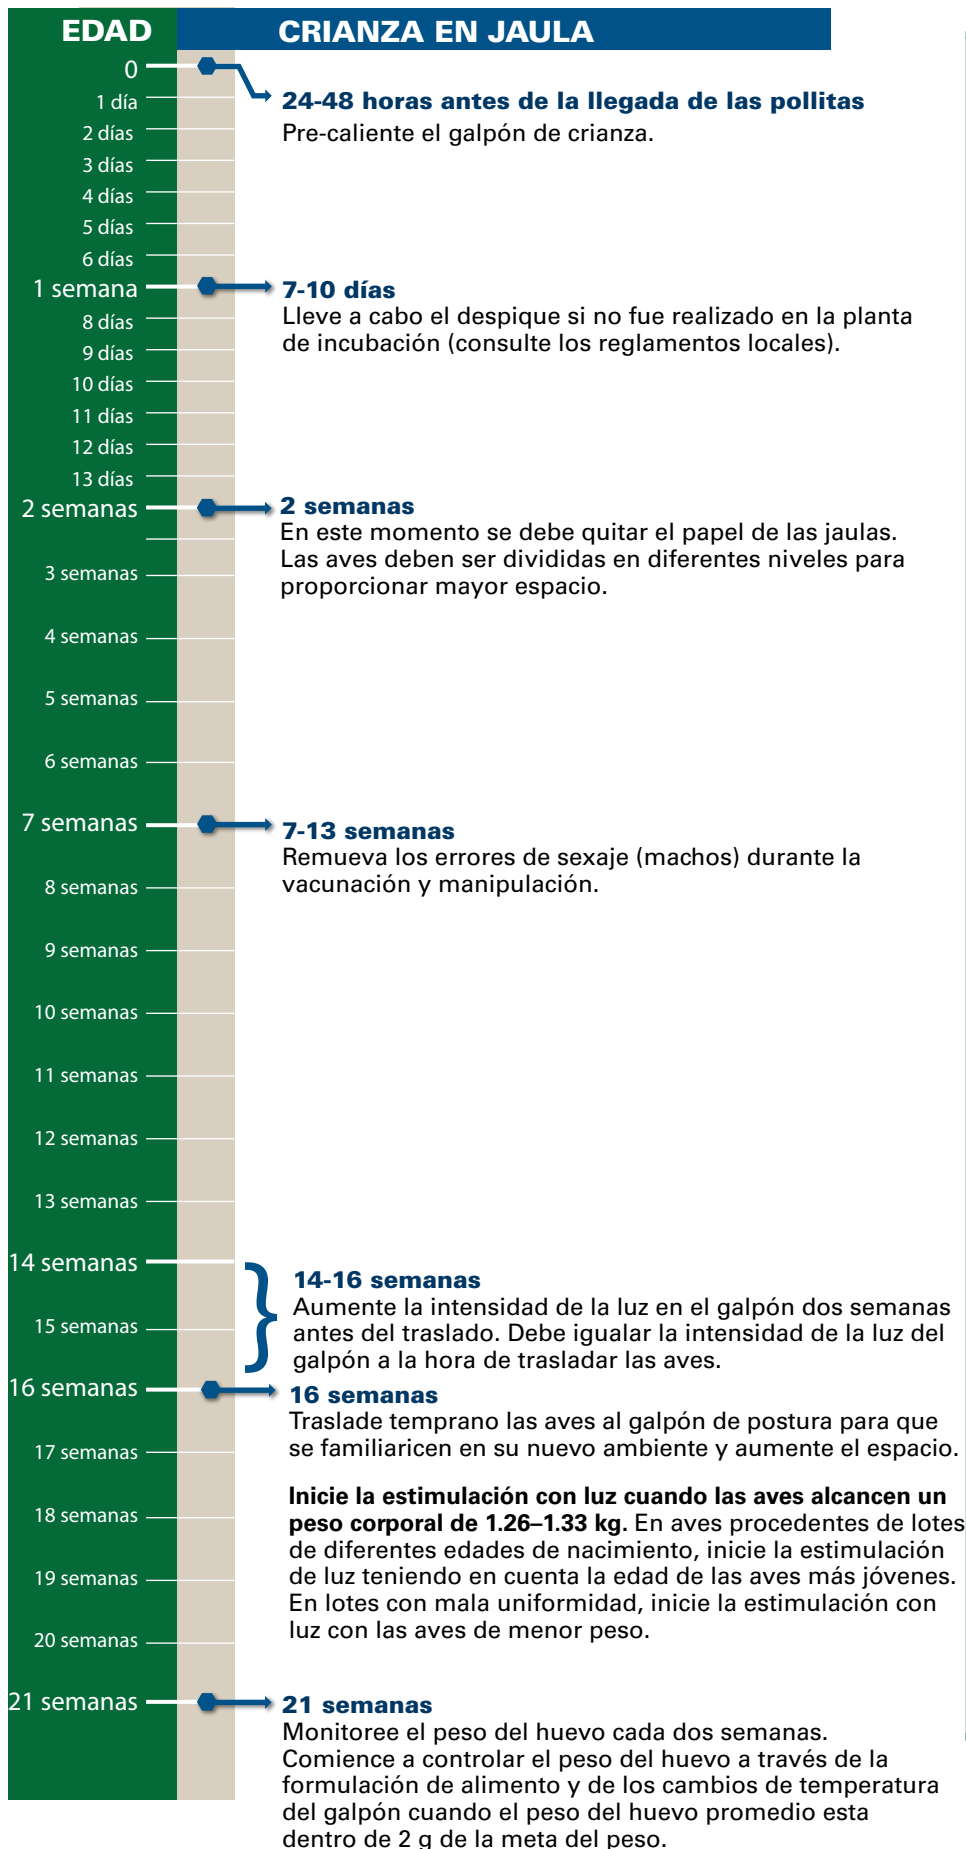 EDAD
CRIANZA EN JAULA
0
24-48 horas antes de la llegada de las pollitas
1 día
Pre-caliente el galpón de crianza.
2 días
3 días
4 días
5 días
6 días
1 semana
7-10 días
Lleve a cabo el despique si no fue realizado en la planta
de incubación (consulte los reglamentos locales).
8 días
9 días
10 días
11 días
12 días
13 días
2 semanas
2 semanas
En este momento se debe quitar el papel de las jaulas.
Las aves deben ser divididas en diferentes niveles para
proporcionar mayor espacio.
3 semanas
4 semanas
5 semanas
6 semanas
7 semanas
7-13 semanas
Remueva los errores de sexaje (machos) durante la
vacunación y manipulación.
8 semanas
9 semanas
10 semanas
11 semanas
12 semanas
13 semanas
14 semanas
14-16 semanas
Aumente la intensidad de la luz en el galpón dos semanas
antes del traslado. Debe igualar la intensidad de la luz del
galpón a la hora de trasladar las aves.
15 semanas
16 semanas
16 semanas
Traslade temprano las aves al galpón de postura para que
se familiaricen en su nuevo ambiente y aumente el espacio.
17 semanas
Inicie la estimulación con luz cuando las aves alcancen un
peso corporal de 1.26–1.33 kg. En aves procedentes de lotes
de diferentes edades de nacimiento, inicie la estimulación
de luz teniendo en cuenta la edad de las aves más jóvenes.
En lotes con mala uniformidad, inicie la estimulación con
luz con las aves de menor peso.
18 semanas
19 semanas
20 semanas
21 semanas
21 semanas
Monitoree el peso del huevo cada dos semanas.
Comience a controlar el peso del huevo a través de la
formulación de alimento y de los cambios de temperatura
del galpón cuando el peso del huevo promedio esta
dentro de 2 g de la meta del peso.